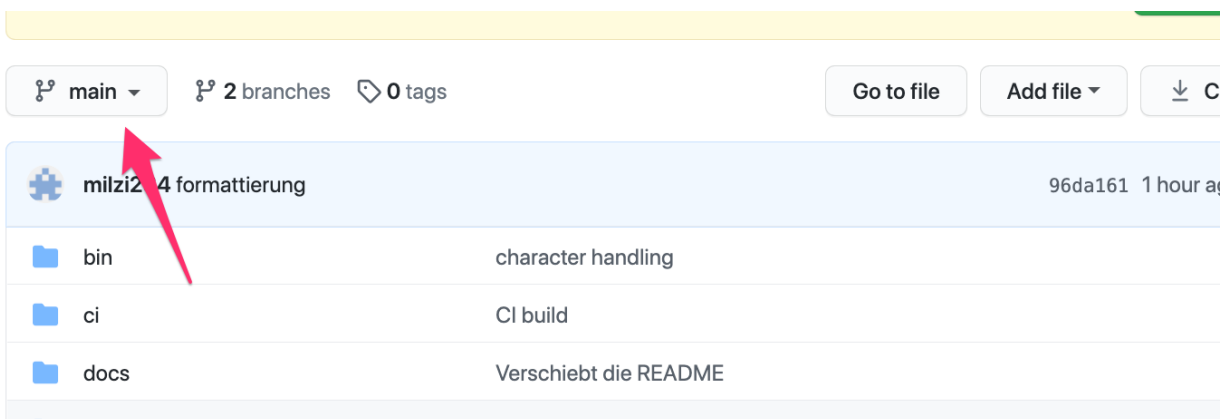 main 2 branches 0 tags Go to file Add file
formattierung 96da161 1 hour
bin character handling
ci CI build
docs Verschiebt die README